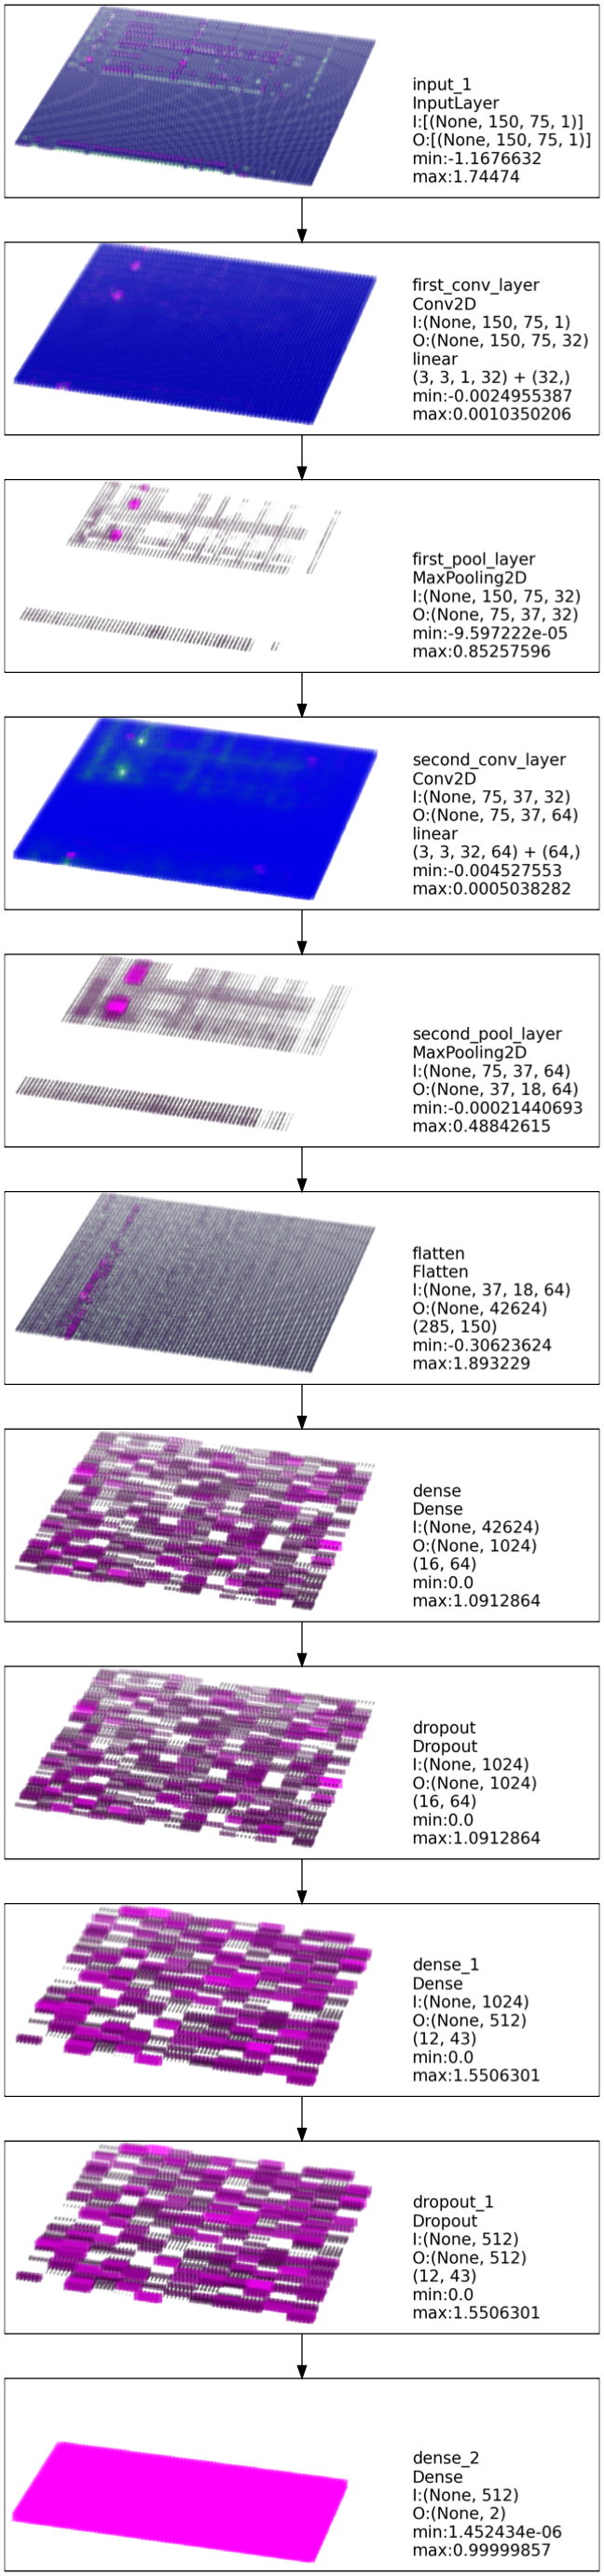 input_1
InputLayer
I:[(None, 150, 75, 1)]
O:[(None, 150, 75, 1)]
min:-1.1676632
max:1.74474
first_conv_layer
Conv2D
I:(None, 150, 75, 1)
O:(None, 150, 75, 32)
linear
(3, 3, 1, 32) + (32,)
min:-0.0024955387
max:0.0010350206
first_pool_layer
MaxPooling2D
I:(None, 150, 75, 32)
O:(None, 75, 37, 32)
min:-9.597222e-05
max:0.85257596
second_conv_layer
Conv2D
I:(None, 75, 37, 32)
O:(None, 75, 37, 64)
linear
(3, 3, 32, 64) + (64,)
min:-0.004527553
max:0.0005038282
second_pool_layer
MaxPooling2D
I:(None, 75, 37, 64)
O:(None, 37, 18, 64)
min:-0.00021440693
max:0.48842615
flatten
Flatten
I:(None, 37, 18, 64)
O:(None, 42624)
(285, 150)
min:-0.30623624
max:1.893229
dense
Dense
I:(None, 42624)
O:(None, 1024)
(16, 64)
min:0.0
max:1.0912864
dropout
Dropout
I:(None, 1024)
O:(None, 1024)
(16, 64)
min:0.0
max:1.0912864
dense_1
Dense
I:(None, 1024)
O:(None, 512)
(12, 43)
min:0.0
max:1.5506301
dropout_1
Dropout
I:(None, 512)
O:(None, 512)
(12, 43)
min:0.0
max:1.5506301
dense_2
Dense
I:(None, 512)
O:(None, 2)
min:1.452434e-06
max:0.99999857